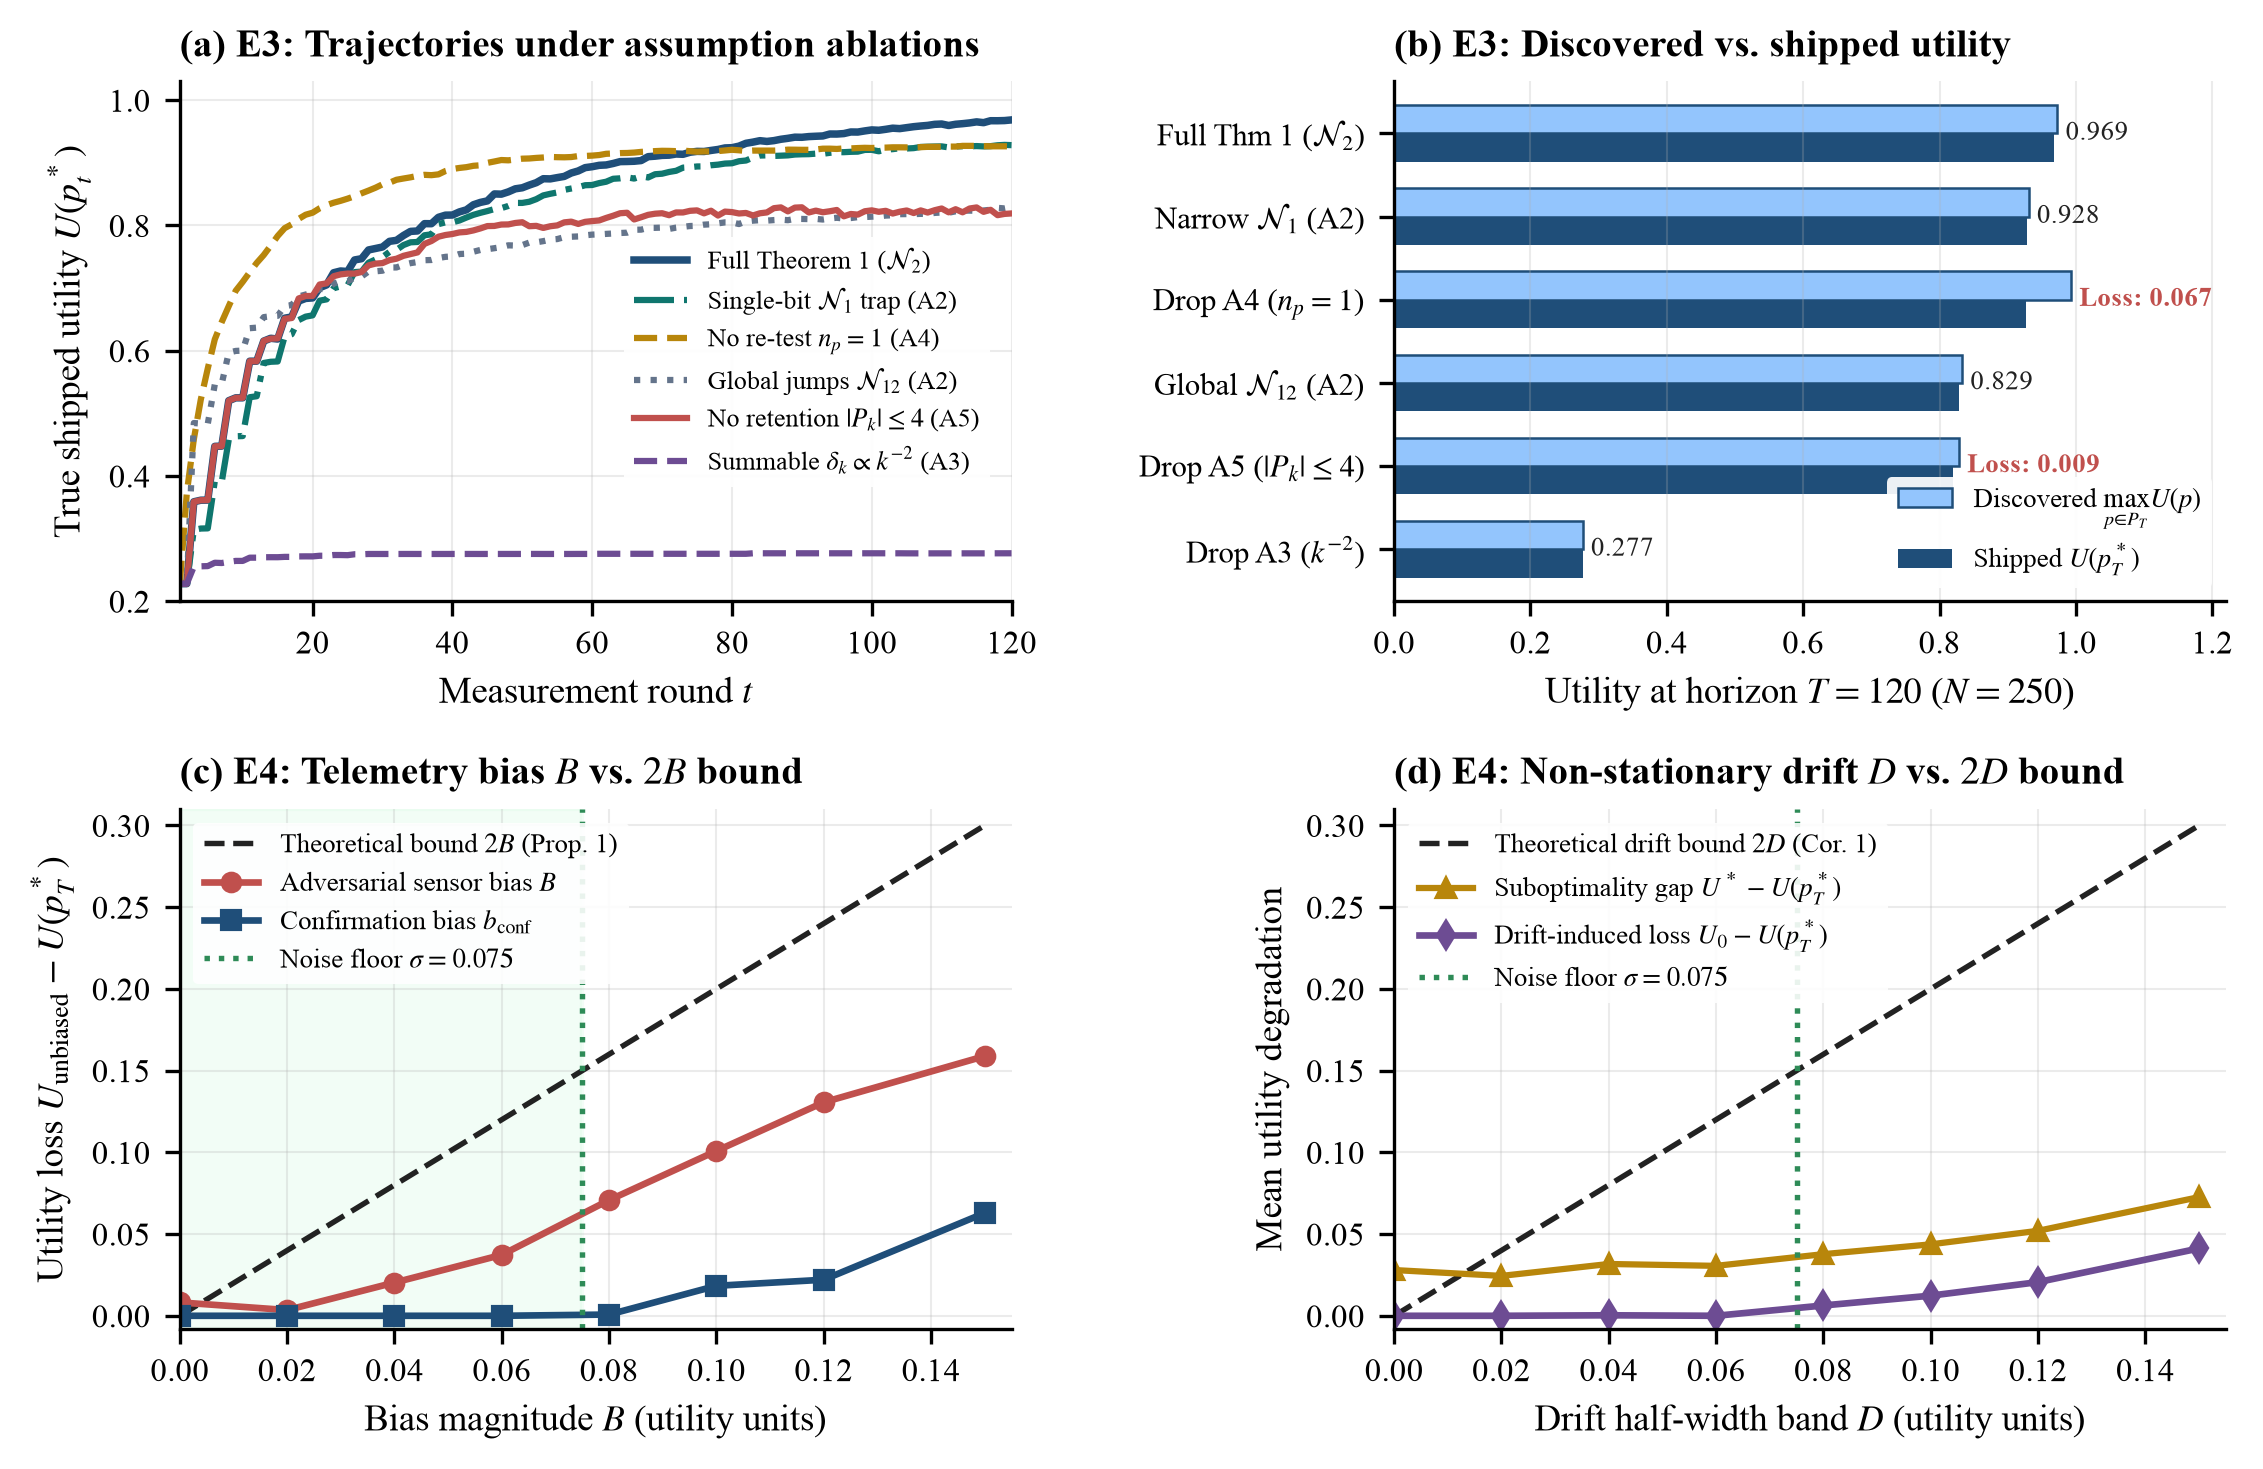 (a) E3: Trajectories under assumption ablations
True shipped utility U(p_t^*)
1.0
0.8
0.6
0.4
0.2
20 40 60 80 100 120
Measurement round t
Full Theorem 1 (𝒩₂)
Single-bit 𝒩₁ trap (A2)
No re-test n_p = 1 (A4)
Global jumps 𝒩₁₂ (A2)
No retention |P_k| ≤ 4 (A5)
Summable δ_k ∝ k⁻² (A3)
(b) E3: Discovered vs. shipped utility
Full Thm 1 (𝒩₂) 0.969
Narrow 𝒩₁ (A2) 0.928
Drop A4 (n_p = 1) Loss: 0.067
Global 𝒩₁₂ (A2) 0.829
Drop A5 (|P_k| ≤ 4) Loss: 0.009
Drop A3 (k⁻²) 0.277
Discovered max U(p)
p∈P_T
Shipped U(p_T^*)
0.0 0.2 0.4 0.6 0.8 1.0 1.2
Utility at horizon T = 120 (N = 250)
(c) E4: Telemetry bias B vs. 2B bound
Utility loss U_unbiased − U(p_T^*)
0.30
0.25
0.20
0.15
0.10
0.05
0.00
Theoretical bound 2B (Prop. 1)
Adversarial sensor bias B
Confirmation bias b_conf
Noise floor σ = 0.075
0.00 0.02 0.04 0.06 0.08 0.10 0.12 0.14
Bias magnitude B (utility units)
(d) E4: Non-stationary drift D vs. 2D bound
Mean utility degradation
0.30
0.25
0.20
0.15
0.10
0.05
0.00
Theoretical drift bound 2D (Cor. 1)
Suboptimality gap U^* − U(p_T^*)
Drift-induced loss U₀ − U(p_T^*)
Noise floor σ = 0.075
0.00 0.02 0.04 0.06 0.08 0.10 0.12 0.14
Drift half-width band D (utility units)